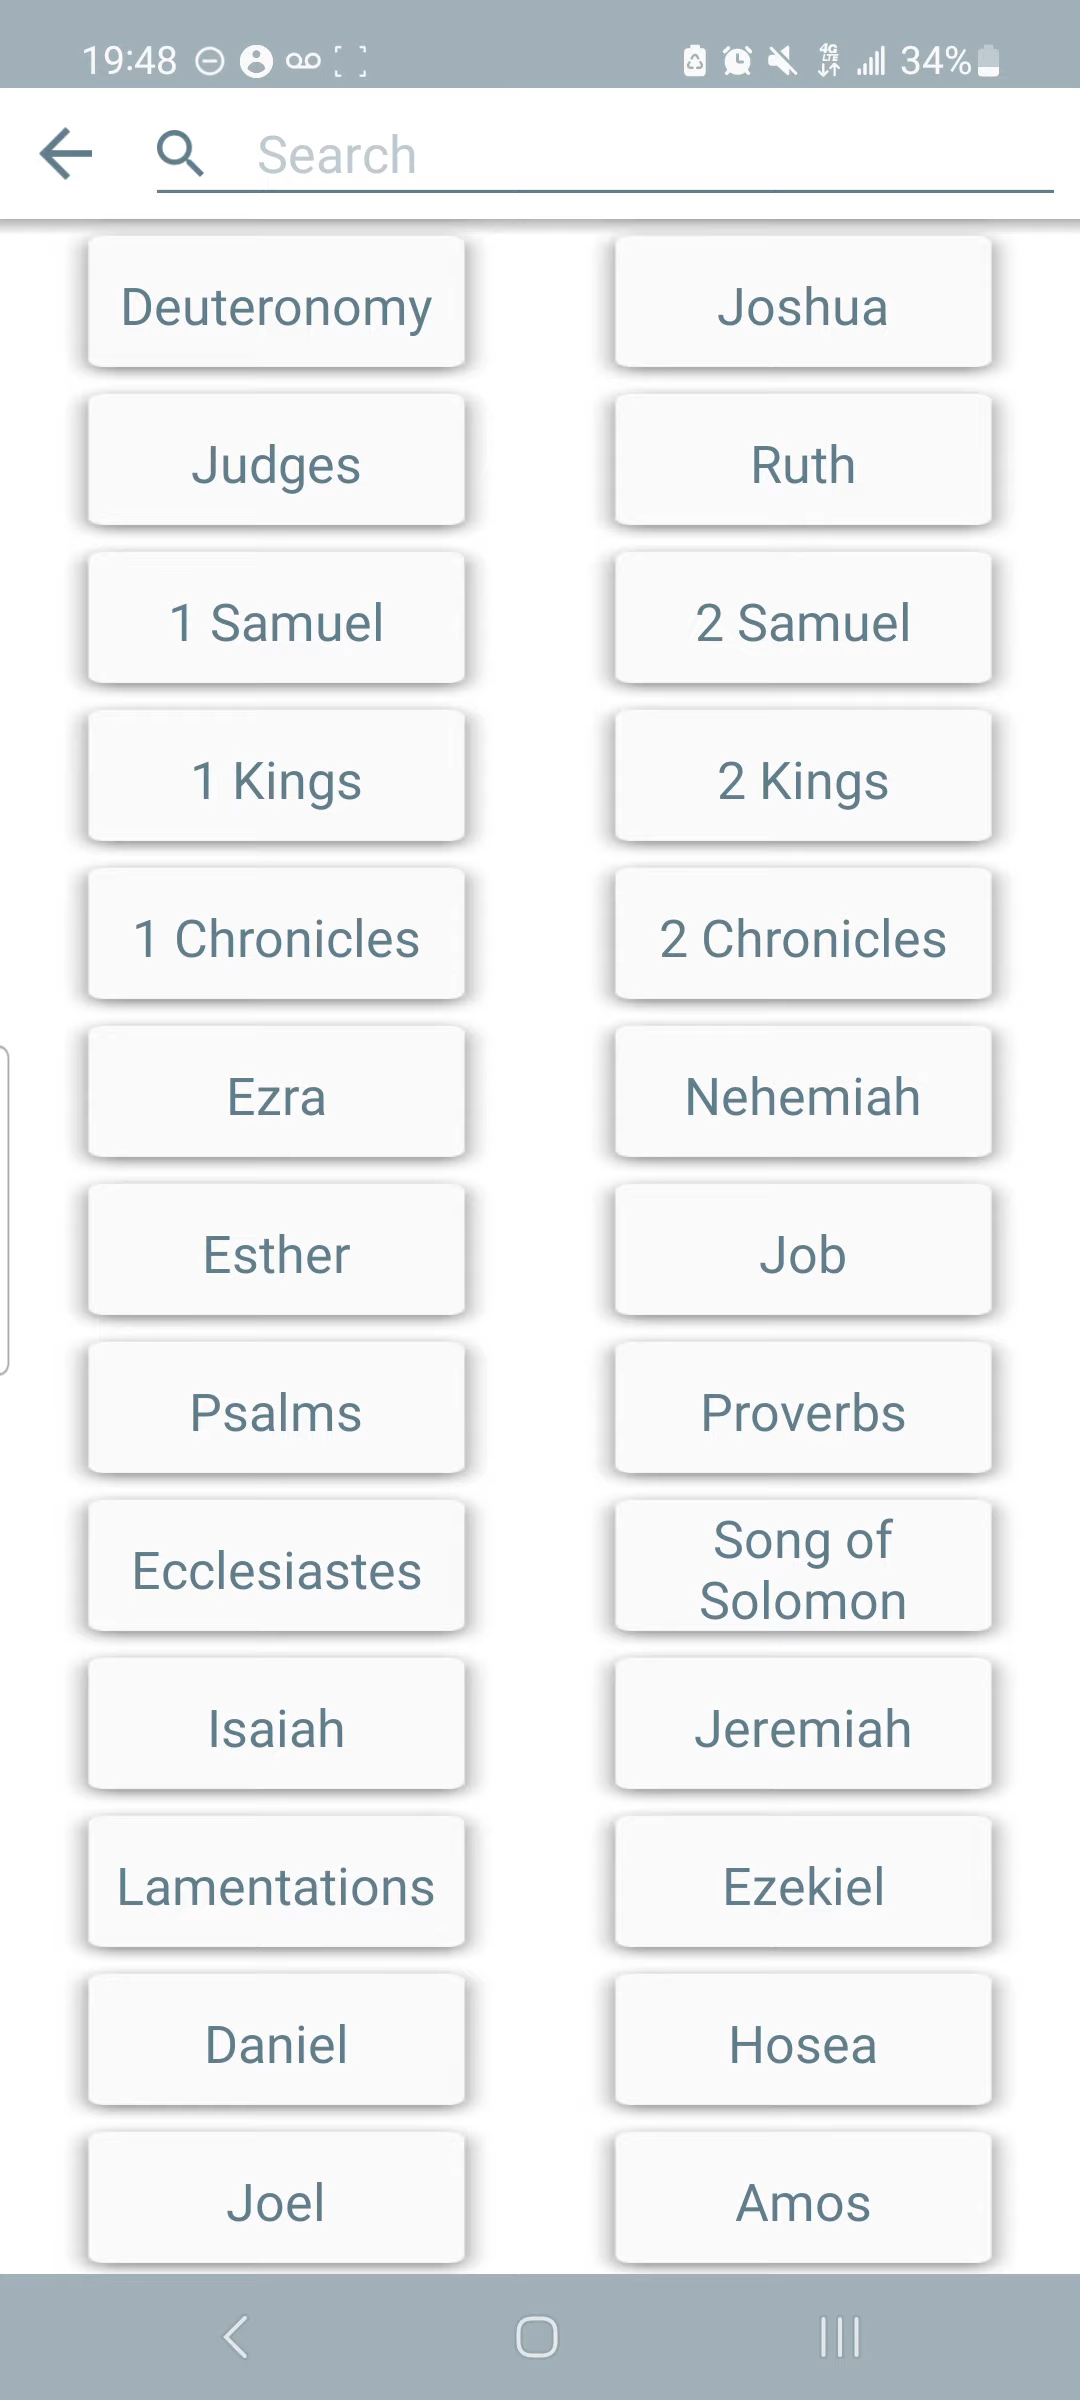 19:48 4G LTE 34%
Search
Deuteronomy Joshua
Judges Ruth
1 Samuel 2 Samuel
1 Kings 2 Kings
1 Chronicles 2 Chronicles
Ezra Nehemiah
Esther Job
Psalms Proverbs
Ecclesiastes Song of
Solomon
Isaiah Jeremiah
Lamentations Ezekiel
Daniel Hosea
Joel Amos